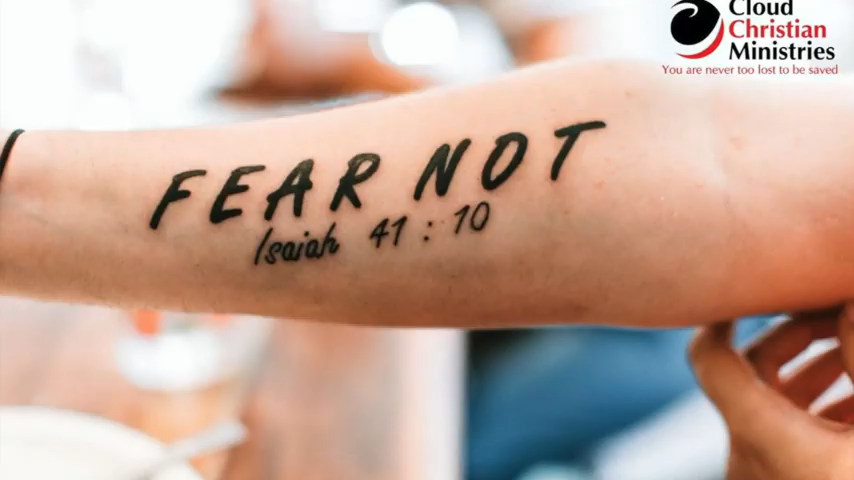 Cloud
Christian
Ministries
You are never too lost to be saved
FEAR NOT
Isaiah 41 : 10